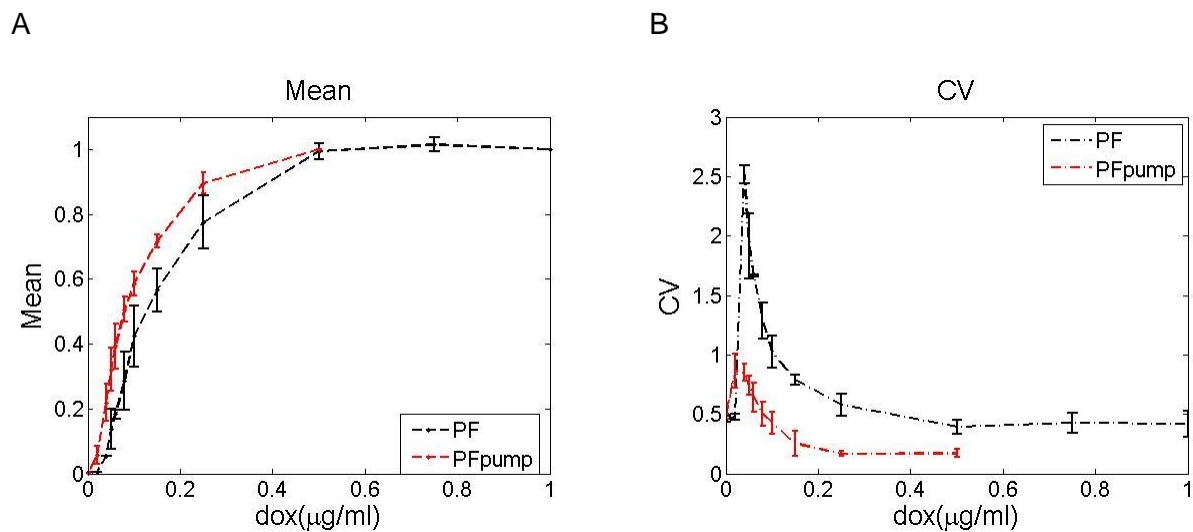 A
B
Mean
CV
Mean
1
0.8
0.6
0.4
0.2
0
0 0.2 0.4 0.6 0.8 1
dox(μg/ml)
PF
PFpump
CV
3
2.5
2
1.5
1
0.5
0
0 0.2 0.4 0.6 0.8 1
dox(μg/ml)
PF
PFpump